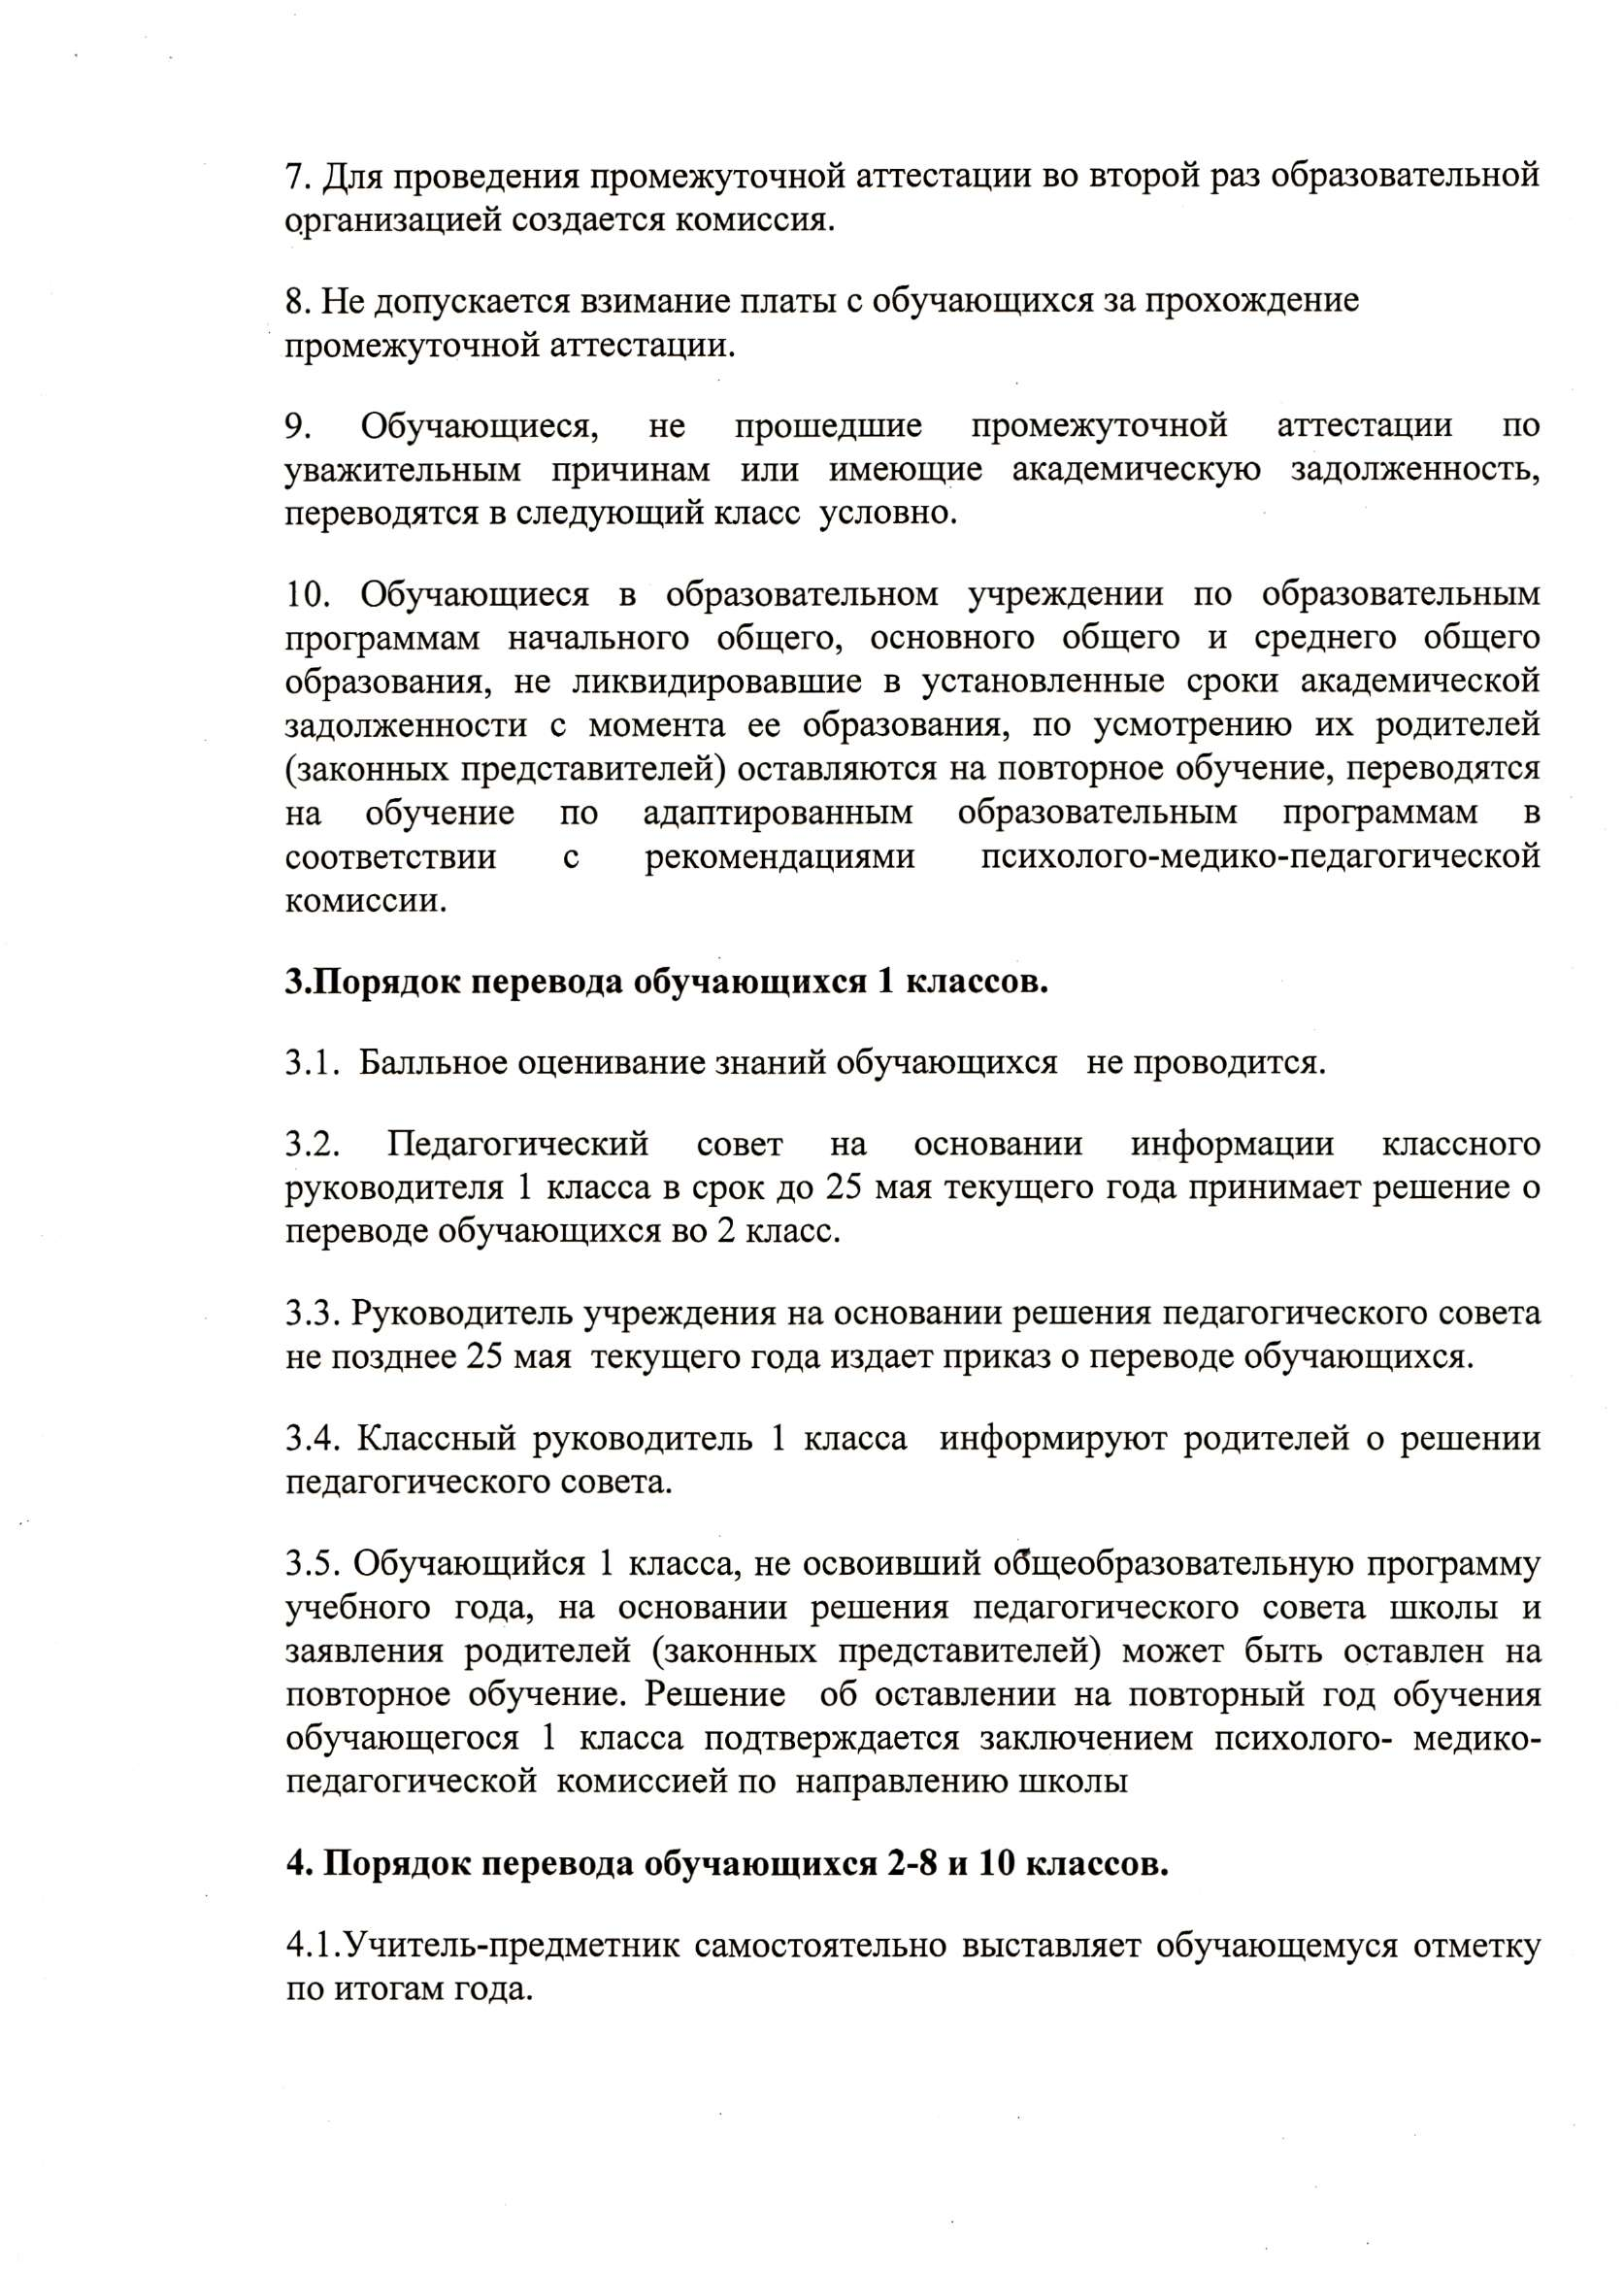 7. Для проведения промежуточной аттестации во второй раз образовательной
организацией создается комиссия.
8. Не допускается взимание платы с обучающихся за прохождение
промежуточной аттестации.
9. Обучающиеся, не прошедшие промежуточной аттестации по
уважительным причинам или имеющие академическую задолженность,
переводятся в следующий класс условно.
10. Обучающиеся в образовательном учреждении по образовательным
программам начального общего, основного общего и среднего общего
образования, не ликвидировавшие в установленные сроки академической
задолженности с момента ее образования, по усмотрению их родителей
(законных представителей) оставляются на повторное обучение, переводятся
на обучение по адаптированным образовательным программам в
соответствии с рекомендациями психолого-медико-педагогической
комиссии.
3.Порядок перевода обучающихся 1 классов.
3.1. Балльное оценивание знаний обучающихся не проводится.
3.2. Педагогический совет на основании информации классного
руководителя 1 класса в срок до 25 мая текущего года принимает решение о
переводе обучающихся во 2 класс.
3.3. Руководитель учреждения на основании решения педагогического совета
не позднее 25 мая текущего года издает приказ о переводе обучающихся.
3.4. Классный руководитель 1 класса информируют родителей о решении
педагогического совета.
3.5. Обучающийся 1 класса, не освоивший общеобразовательную программу
учебного года, на основании решения педагогического совета школы и
заявления родителей (законных представителей) может быть оставлен на
повторное обучение. Решение об оставлении на повторный год обучения
обучающегося 1 класса подтверждается заключением психолого- медико-
педагогической комиссией по направлению школы
4. Порядок перевода обучающихся 2-8 и 10 классов.
4.1.Учитель-предметник самостоятельно выставляет обучающемуся отметку
по итогам года.